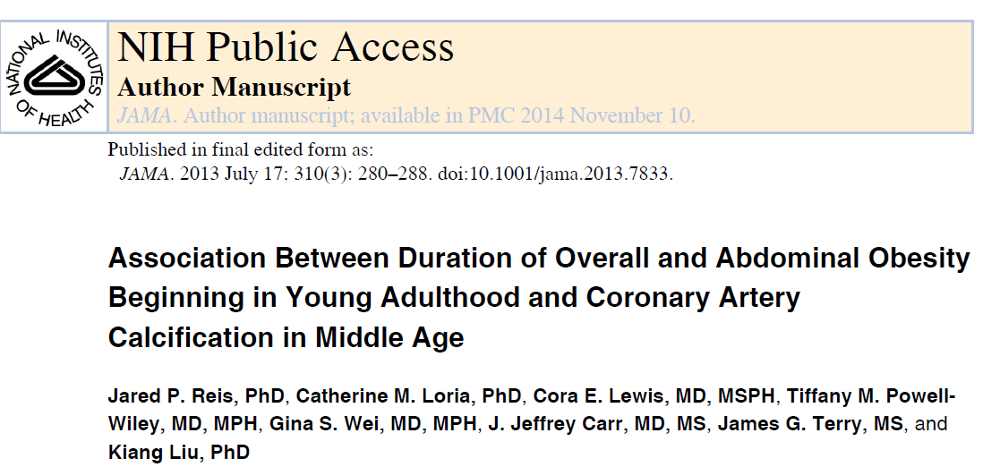 NATIONAL INSTITUTES OF HEALTH
NIH Public Access
Author Manuscript
JAMA. Author manuscript; available in PMC 2014 November 10.
Published in final edited form as:
JAMA. 2013 July 17; 310(3): 280–288. doi:10.1001/jama.2013.7833.
Association Between Duration of Overall and Abdominal Obesity
Beginning in Young Adulthood and Coronary Artery
Calcification in Middle Age
Jared P. Reis, PhD, Catherine M. Loria, PhD, Cora E. Lewis, MD, MSPH, Tiffany M. Powell-
Wiley, MD, MPH, Gina S. Wei, MD, MPH, J. Jeffrey Carr, MD, MS, James G. Terry, MS, and
Kiang Liu, PhD